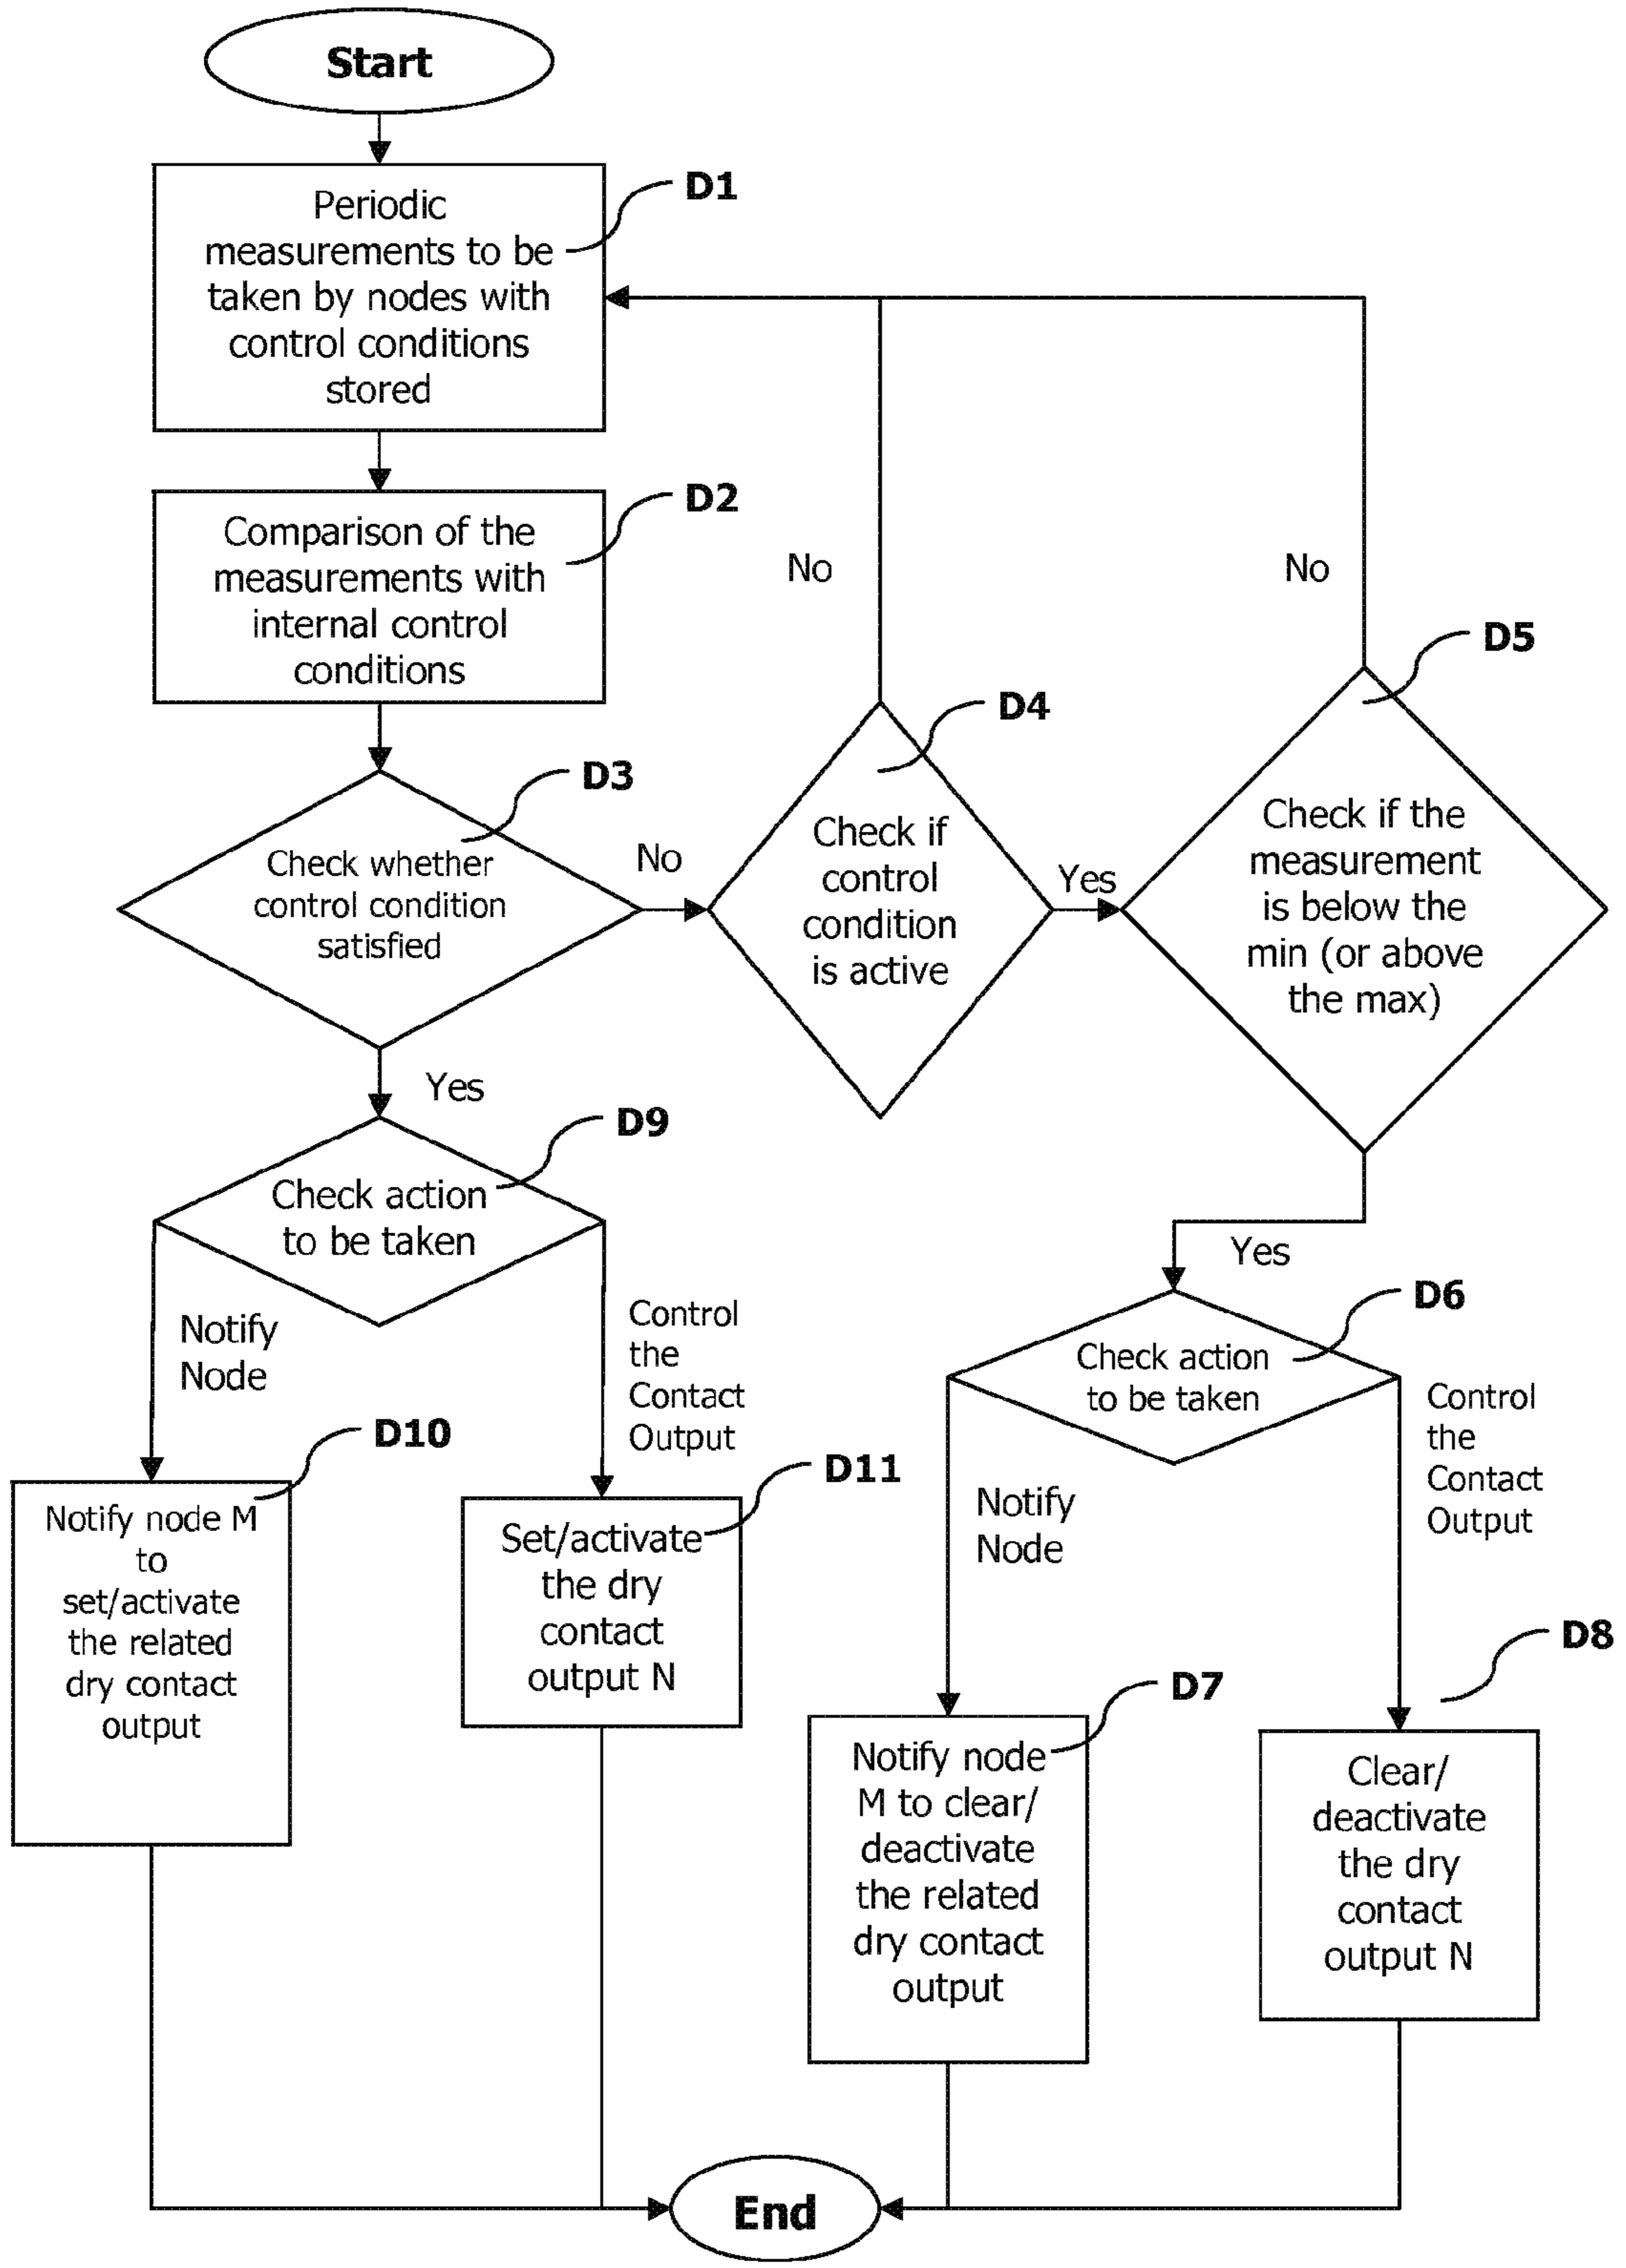 Start
D1
Periodic
measurements to be
taken by nodes with
control conditions
stored
D2
Comparison of the
measurements with
internal control
conditions
No
No
D5
D4
D3
Check whether
control condition
satisfied
No
Check if
control
condition
is active
Yes
Check if the
measurement
is below the
min (or above
the max)
Yes
D9
Check action
to be taken
Notify
Node
Control
the
Contact
Output
Yes
D6
Check action
to be taken
Notify
Node
Control
the
Contact
Output
D10
Notify node M
to
set/activate
the related
dry contact
output
D11
Set/activate
the dry
contact
output N
D7
Notify node
M to clear/
deactivate
the related
dry contact
output
D8
Clear/
deactivate
the dry
contact
output N
End